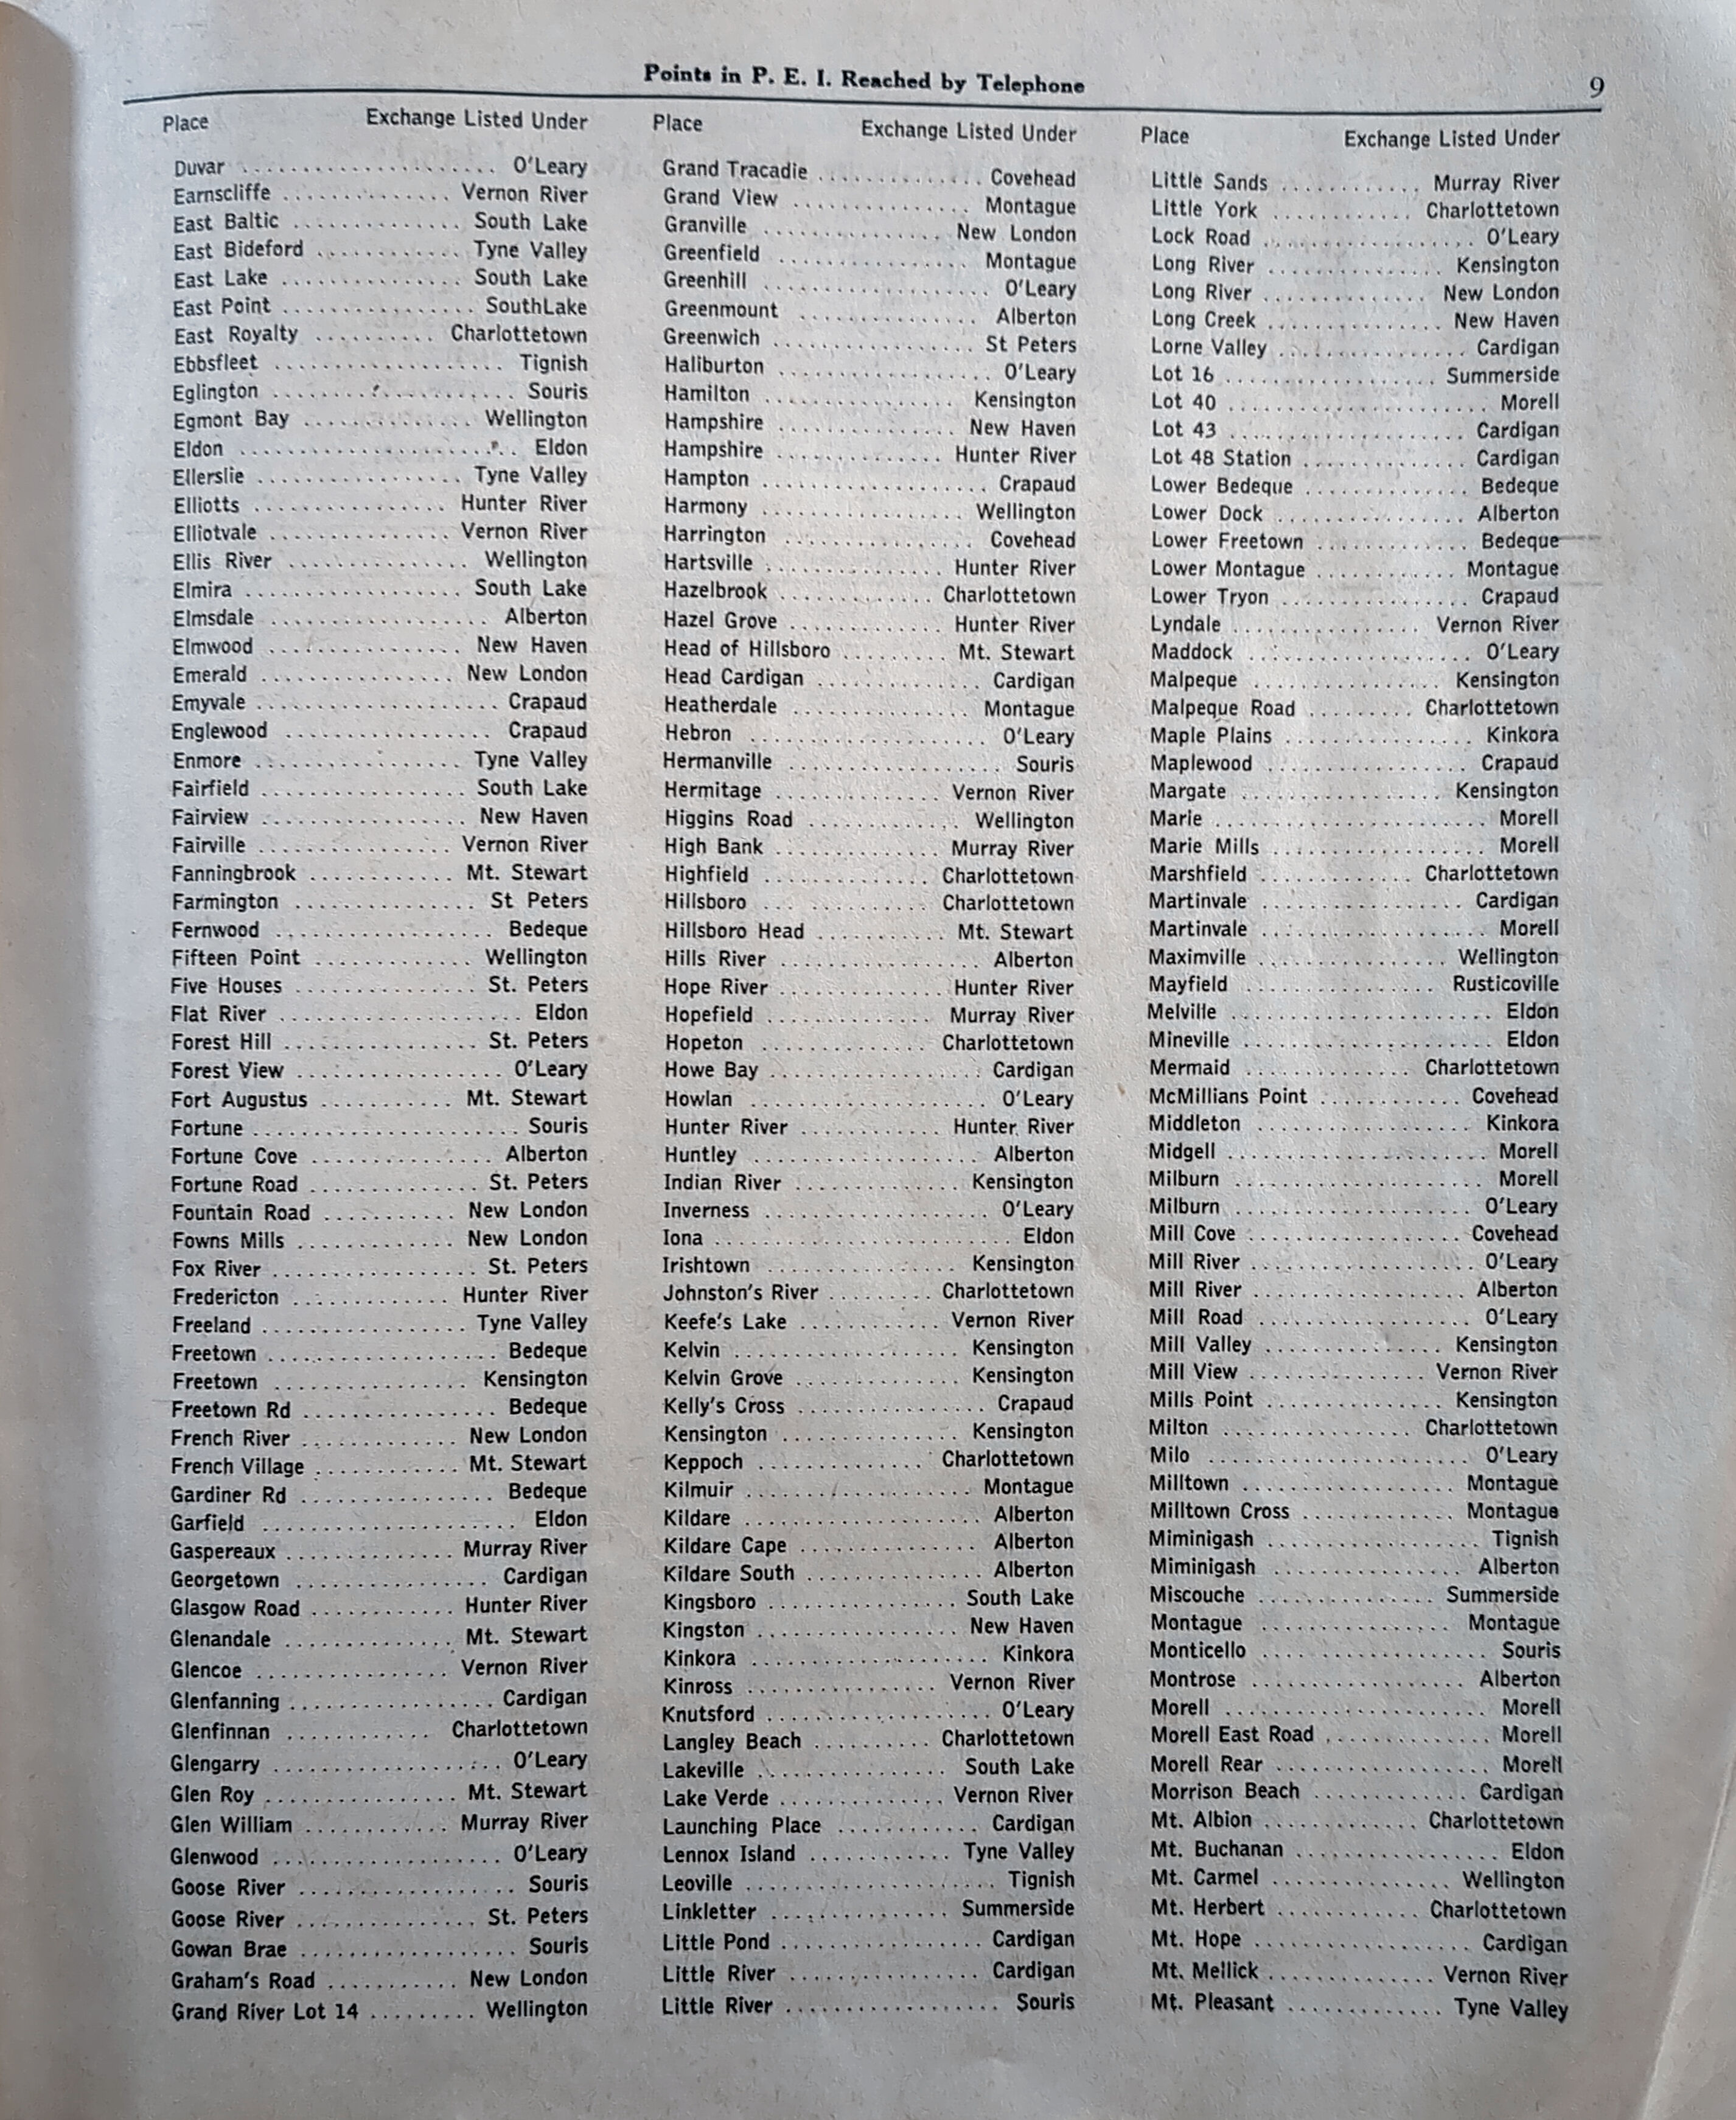 Points in P. E. I. Reached by Telephone
9
Place Exchange Listed Under
Duvar ...................... O'Leary
Earnscliffe .............. Vernon River
East Baltic ............. South Lake
East Bideford ........... Tyne Valley
East Lake .............. South Lake
East Point ................ SouthLake
East Royalty .......... Charlottetown
Ebbsfleet .................. Tignish
Eglington ................. Souris
Egmont Bay ............. Wellington
Eldon ..................... Eldon
Ellerslie ................ Tyne Valley
Elliotts ................ Hunter River
Elliotvale .............. Vernon River
Ellis River .............. Wellington
Elmira .................. South Lake
Elmsdale .................. Alberton
Elmwood ................. New Haven
Emerald ................ New London
Emyvale .................... Crapaud
Englewood ................. Crapaud
Enmore ................. Tyne Valley
Fairfield ................. South Lake
Fairview .................. New Haven
Fairville ................ Vernon River
Fanningbrook ............ Mt. Stewart
Farmington ............... St Peters
Fernwood .................. Bedeque
Fifteen Point ............. Wellington
Five Houses ............... St. Peters
Flat River .................... Eldon
Forest Hill ................ St. Peters
Forest View ................. O'Leary
Fort Augustus ........... Mt. Stewart
Fortune ...................... Souris
Fortune Cove ............... Alberton
Fortune Road .............. St. Peters
Fountain Road ........... New London
Fowns Mills ............. New London
Fox River .................. St. Peters
Fredericton ............. Hunter River
Freeland .................. Tyne Valley
Freetown ................... Bedeque
Freetown ................. Kensington
Freetown Rd ................ Bedeque
French River ............. New London
French Village ............ Mt. Stewart
Gardiner Rd ................. Bedeque
Garfield ..................... Eldon
Gaspereaux .............. Murray River
Georgetown ................ Cardigan
Glasgow Road ............ Hunter River
Glenandale .............. Mt. Stewart
Glencoe ................ Vernon River
Glenfanning ................. Cardigan
Glenfinnan ............ Charlottetown
Glengarry .................... O'Leary
Glen Roy ................ Mt. Stewart
Glen William ............ Murray River
Glenwood .................... O'Leary
Goose River .................. Souris
Goose River ............... St. Peters
Gowan Brae .................. Souris
Graham's Road ........... New London
Grand River Lot 14 ......... Wellington
Place Exchange Listed Under
Grand Tracadie .............. Covehead
Grand View .............. Montague
Granville ............... New London
Greenfield ................ Montague
Greenhill .................... O'Leary
Greenmount ............... Alberton
Greenwich ................. St Peters
Haliburton ................... O'Leary
Hamilton ................ Kensington
Hampshire ............... New Haven
Hampshire ............. Hunter River
Hampton .................... Crapaud
Harmony ................. Wellington
Harrington ................ Covehead
Hartsville .............. Hunter River
Hazelbrook ............ Charlottetown
Hazel Grove ............. Hunter River
Head of Hillsboro ......... Mt. Stewart
Head Cardigan .............. Cardigan
Heatherdale ............... Montague
Hebron ..................... O'Leary
Hermanville .................. Souris
Hermitage .............. Vernon River
Higgins Road ............. Wellington
High Bank .............. Murray River
Highfield ............. Charlottetown
Hillsboro ............. Charlottetown
Hillsboro Head ........... Mt. Stewart
Hills River ................. Alberton
Hope River .............. Hunter River
Hopefield .............. Murray River
Hopeton .............. Charlottetown
Howe Bay ................. Cardigan
Howlan ..................... O'Leary
Hunter River ............ Hunter River
Huntley ................... Alberton
Indian River .............. Kensington
Inverness .................... O'Leary
Iona ......................... Eldon
Irishtown ................ Kensington
Johnston's River ......... Charlottetown
Keefe's Lake ............ Vernon River
Kelvin ................... Kensington
Kelvin Grove ............. Kensington
Kelly's Cross ................ Crapaud
Kensington ............... Kensington
Keppoch .............. Charlottetown
Kilmuir .................. Montague
Kildare .................... Alberton
Kildare Cape ............... Alberton
Kildare South .............. Alberton
Kingsboro ................ South Lake
Kingston ................. New Haven
Kinkora ..................... Kinkora
Kinross ................ Vernon River
Knutsford .................... O'Leary
Langley Beach .......... Charlottetown
Lakeville ................ South Lake
Lake Verde .............. Vernon River
Launching Place ............ Cardigan
Lennox Island ............ Tyne Valley
Leoville .................... Tignish
Linkletter ............... Summerside
Little Pond ................. Cardigan
Little River ................ Cardigan
Little River .................. Souris
Place Exchange Listed Under
Little Sands ............ Murray River
Little York ............ Charlottetown
Lock Road .................. O'Leary
Long River ............... Kensington
Long River .............. New London
Long Creek ............... New Haven
Lorne Valley ................ Cardigan
Lot 16 .................. Summerside
Lot 40 ...................... Morell
Lot 43 .................... Cardigan
Lot 48 Station .............. Cardigan
Lower Bedeque .............. Bedeque
Lower Dock ................ Alberton
Lower Freetown ............ Bedeque
Lower Montague ............ Montague
Lower Tryon ................ Crapaud
Lyndale ................ Vernon River
Maddock ................... O'Leary
Malpeque ................ Kensington
Malpeque Road ......... Charlottetown
Maple Plains ................ Kinkora
Maplewood ................. Crapaud
Margate ................. Kensington
Marie ....................... Morell
Marie Mills .................. Morell
Marshfield ............ Charlottetown
Martinvale ................. Cardigan
Martinvale ................... Morell
Maximville ............... Wellington
Mayfield ................ Rusticoville
Melville ..................... Eldon
Mineville .................... Eldon
Mermaid .............. Charlottetown
McMillians Point ............ Covehead
Middleton .................. Kinkora
Midgell ..................... Morell
Milburn ..................... Morell
Milburn .................... O'Leary
Mill Cove ................. Covehead
Mill River ................... O'Leary
Mill River ................. Alberton
Mill Road .................. O'Leary
Mill Valley ............... Kensington
Mill View .............. Vernon River
Mills Point .............. Kensington
Milton ................ Charlottetown
Milo ....................... O'Leary
Milltown ................. Montague
Milltown Cross ............. Montague
Miminigash ................. Tignish
Miminigash ............... Alberton
Miscouche ............... Summerside
Montague ................ Montague
Monticello ................... Souris
Montrose .................. Alberton
Morell ...................... Morell
Morell East Road .............. Morell
Morell Rear .................. Morell
Morrison Beach ............. Cardigan
Mt. Albion ............ Charlottetown
Mt. Buchanan ................. Eldon
Mt. Carmel ............... Wellington
Mt. Herbert ............ Charlottetown
Mt. Hope .................. Cardigan
Mt. Mellick .............. Vernon River
Mt. Pleasant ............. Tyne Valley